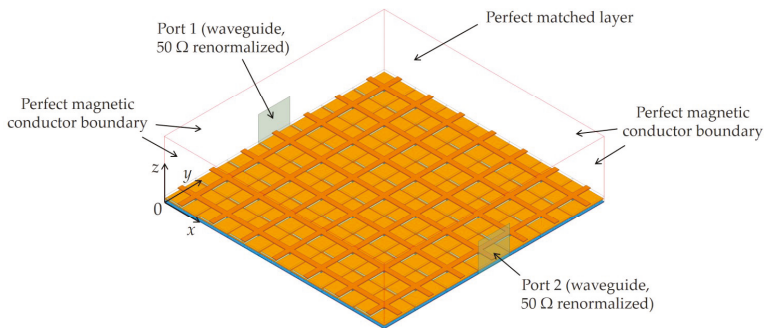 Perfect matched layer
Port 1 (waveguide,
50 Ω renormalized)
Perfect magnetic
conductor boundary
Perfect magnetic
conductor boundary
z
y
0
x
Port 2 (waveguide,
50 Ω renormalized)